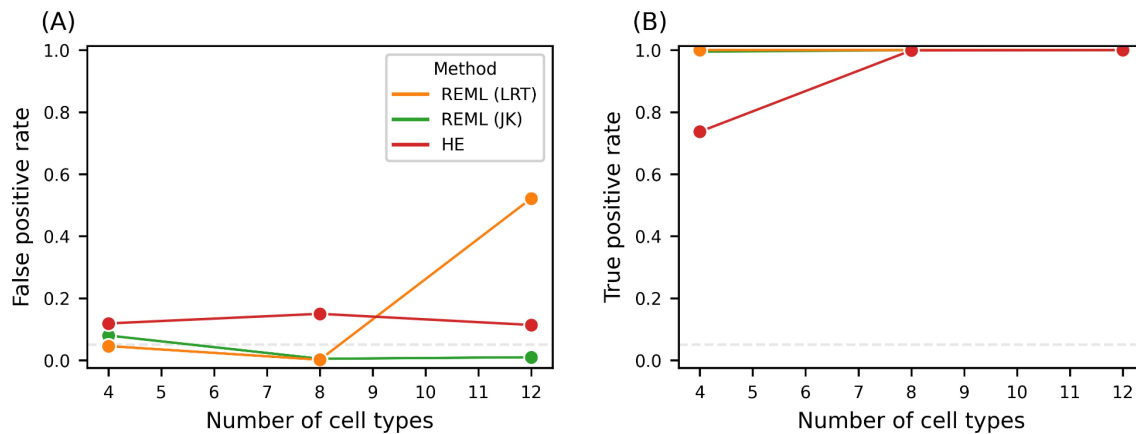 (A)
1.0
0.8
0.6
0.4
0.2
0.0
False positive rate
4 5 6 7 8 9 10 11 12
Number of cell types
Method
REML (LRT)
REML (JK)
HE
(B)
1.0
0.8
0.6
0.4
0.2
0.0
True positive rate
4 5 6 7 8 9 10 11 12
Number of cell types